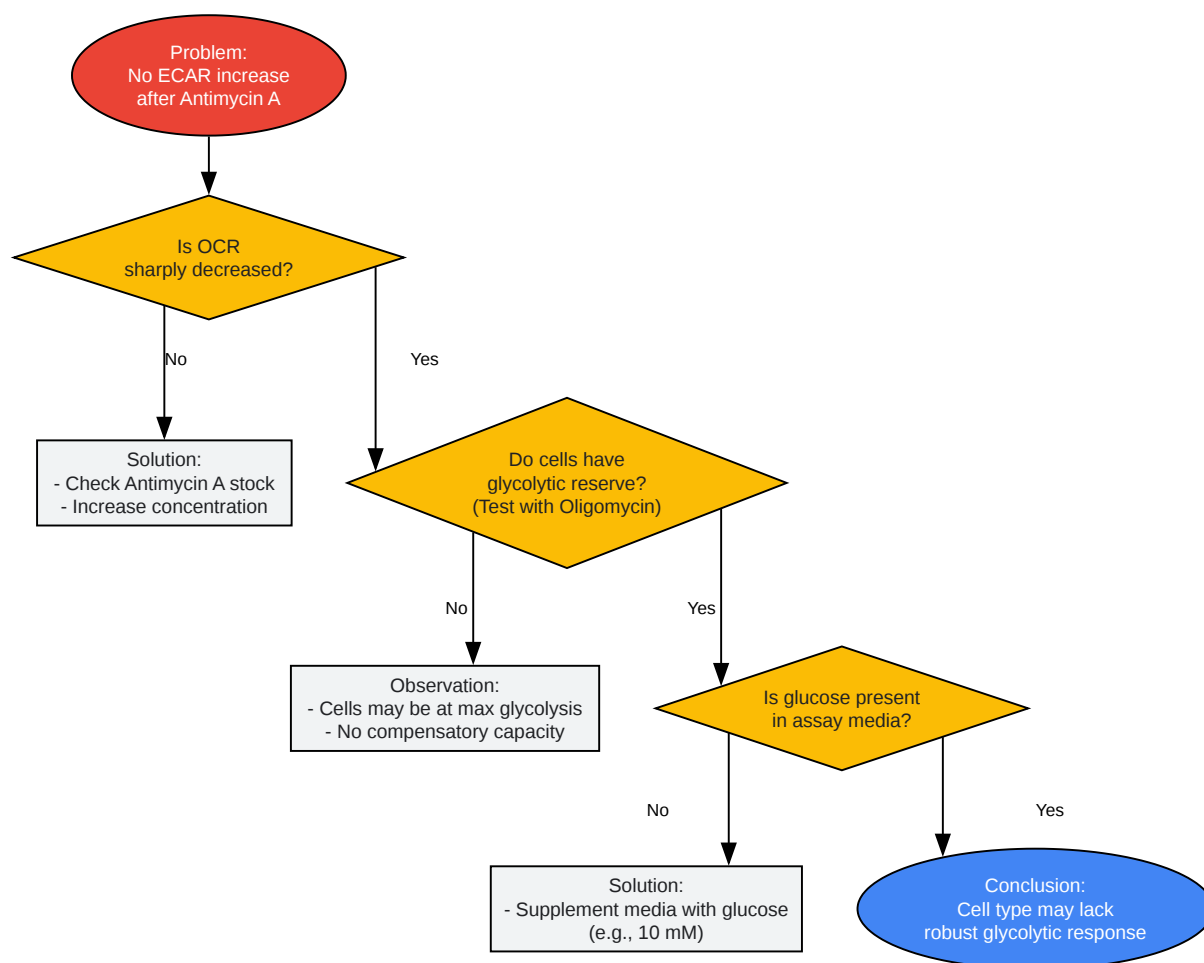 Problem:
No ECAR increase
after Antimycin A
Is OCR
sharply decreased?
No
Yes
Solution:
- Check Antimycin A stock
- Increase concentration
Do cells have
glycolytic reserve?
(Test with Oligomycin)
No
Yes
Observation:
- Cells may be at max glycolysis
- No compensatory capacity
Is glucose present
in assay media?
No
Yes
Solution:
- Supplement media with glucose
(e.g., 10 mM)
Conclusion:
Cell type may lack
robust glycolytic response